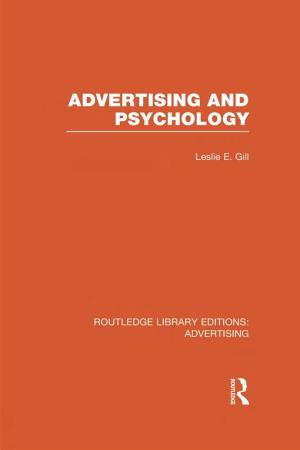 ADVERTISING AND
PSYCHOLOGY
Leslie E. Gill
ROUTLEDGE LIBRARY EDITIONS:
ADVERTISING
ROUTLEDGE